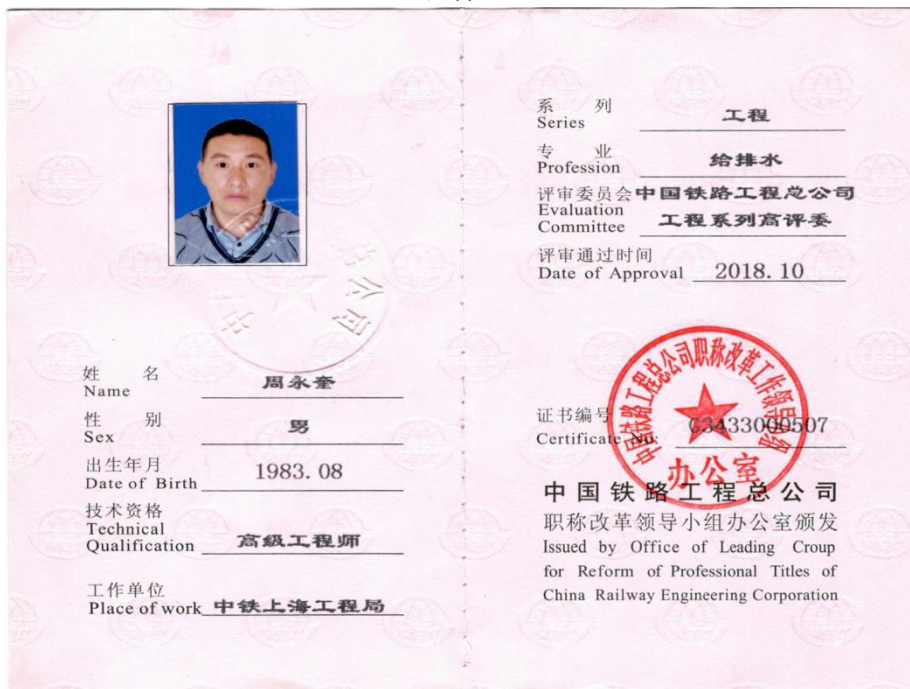 姓 名
Name 周永奎
性 别
Sex 男
出生年月
Date of Birth 1983.08
技术资格
Technical
Qualification 高级工程师
工作单位
Place of work 中铁上海工程局
系 列
Series 工程
专 业
Profession 给排水
评审委员会 中国铁路工程总公司
Evaluation
Committee 工程系列高评委
评审通过时间
Date of Approval 2018.10
中国铁路工程总公司职称改革工作领导小组
办公室
证书编号
Certificate No: G3433000507
中国铁路工程总公司
职称改革领导小组办公室颁发
Issued by Office of Leading Croup
for Reform of Professional Titles of
China Railway Engineering Corporation